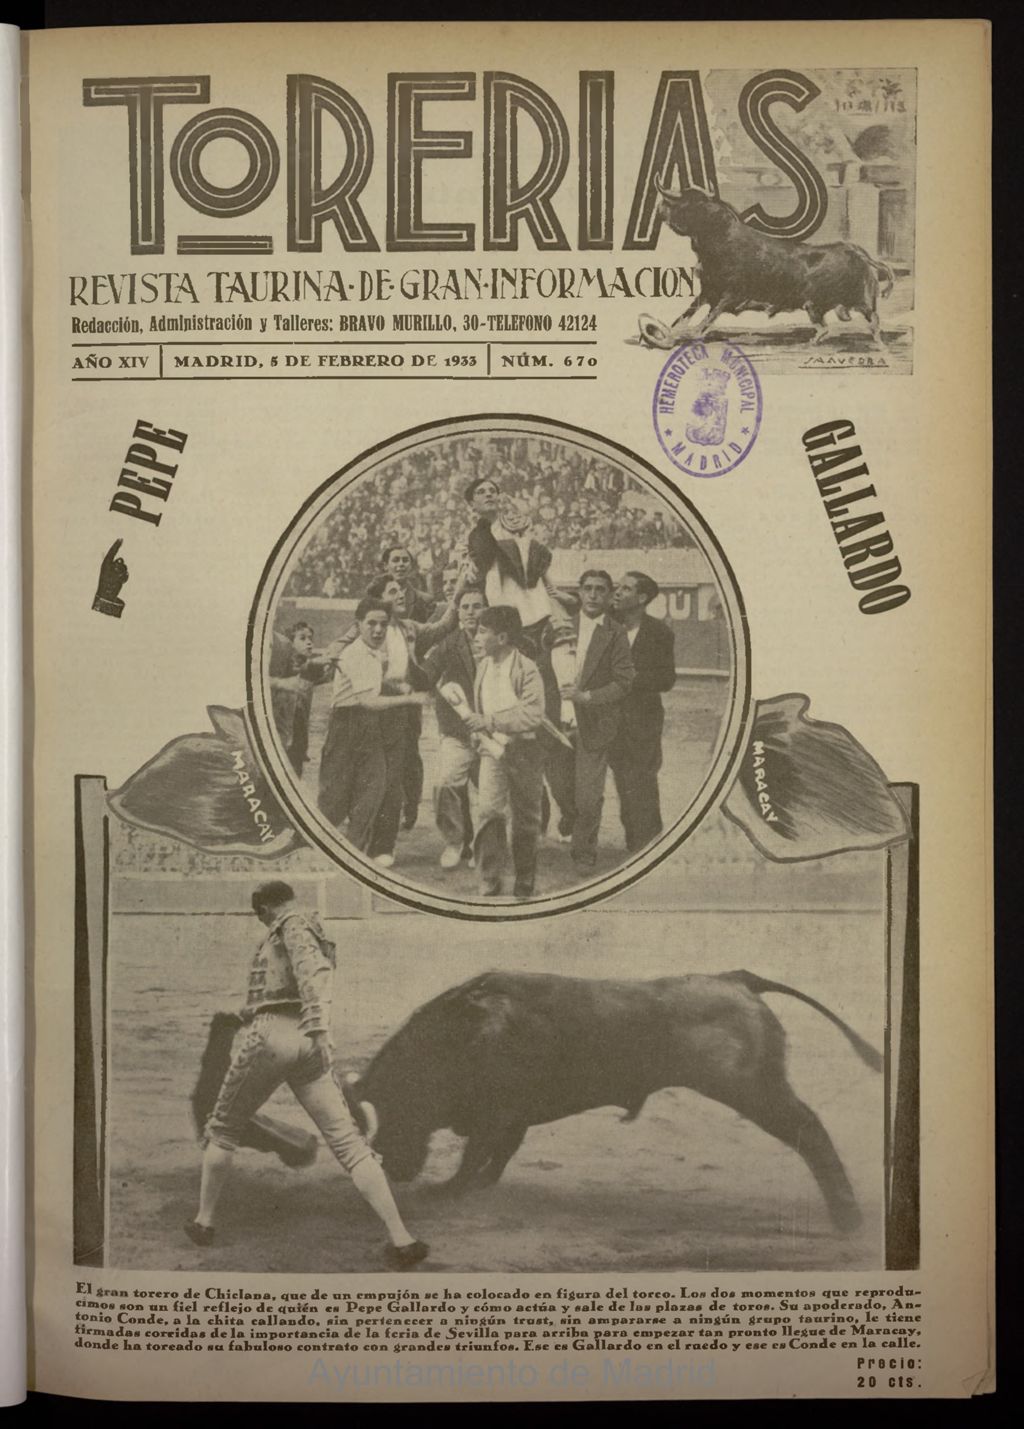 TORERIAS
REVISTA TAURINA·DE·GRAN·INFORMACION
SAAVEDRA
Redacción, Administración y Talleres: BRAVO MURILLO, 30-TELEFONO 42124
AÑO XIV MADRID, 5 DE FEBRERO DE 1933 NÚM. 670
HEMEROTECA MUNICIPAL
* MADRID *
PEPE
GALLARDO
MARACAY
MARACAY
El gran torero de Chiclana, que de un empujón se ha colocado en figura del toreo. Los dos momentos que reprodu-
cimos son un fiel reflejo de quién es Pepe Gallardo y cómo actúa y sale de las plazas de toros. Su apoderado, An-
tonio Conde, a la chita callando, sin pertenecer a ningún trust, sin ampararse a ningún grupo taurino, le tiene
firmadas corridas de la importancia de la feria de Sevilla para arriba para empezar tan pronto llegue de Maracay,
donde ha toreado su fabuloso contrato con grandes triunfos. Ese es Gallardo en el ruedo y ese es Conde en la calle.
Precio:
20 cts.
Ayuntamiento de Madrid